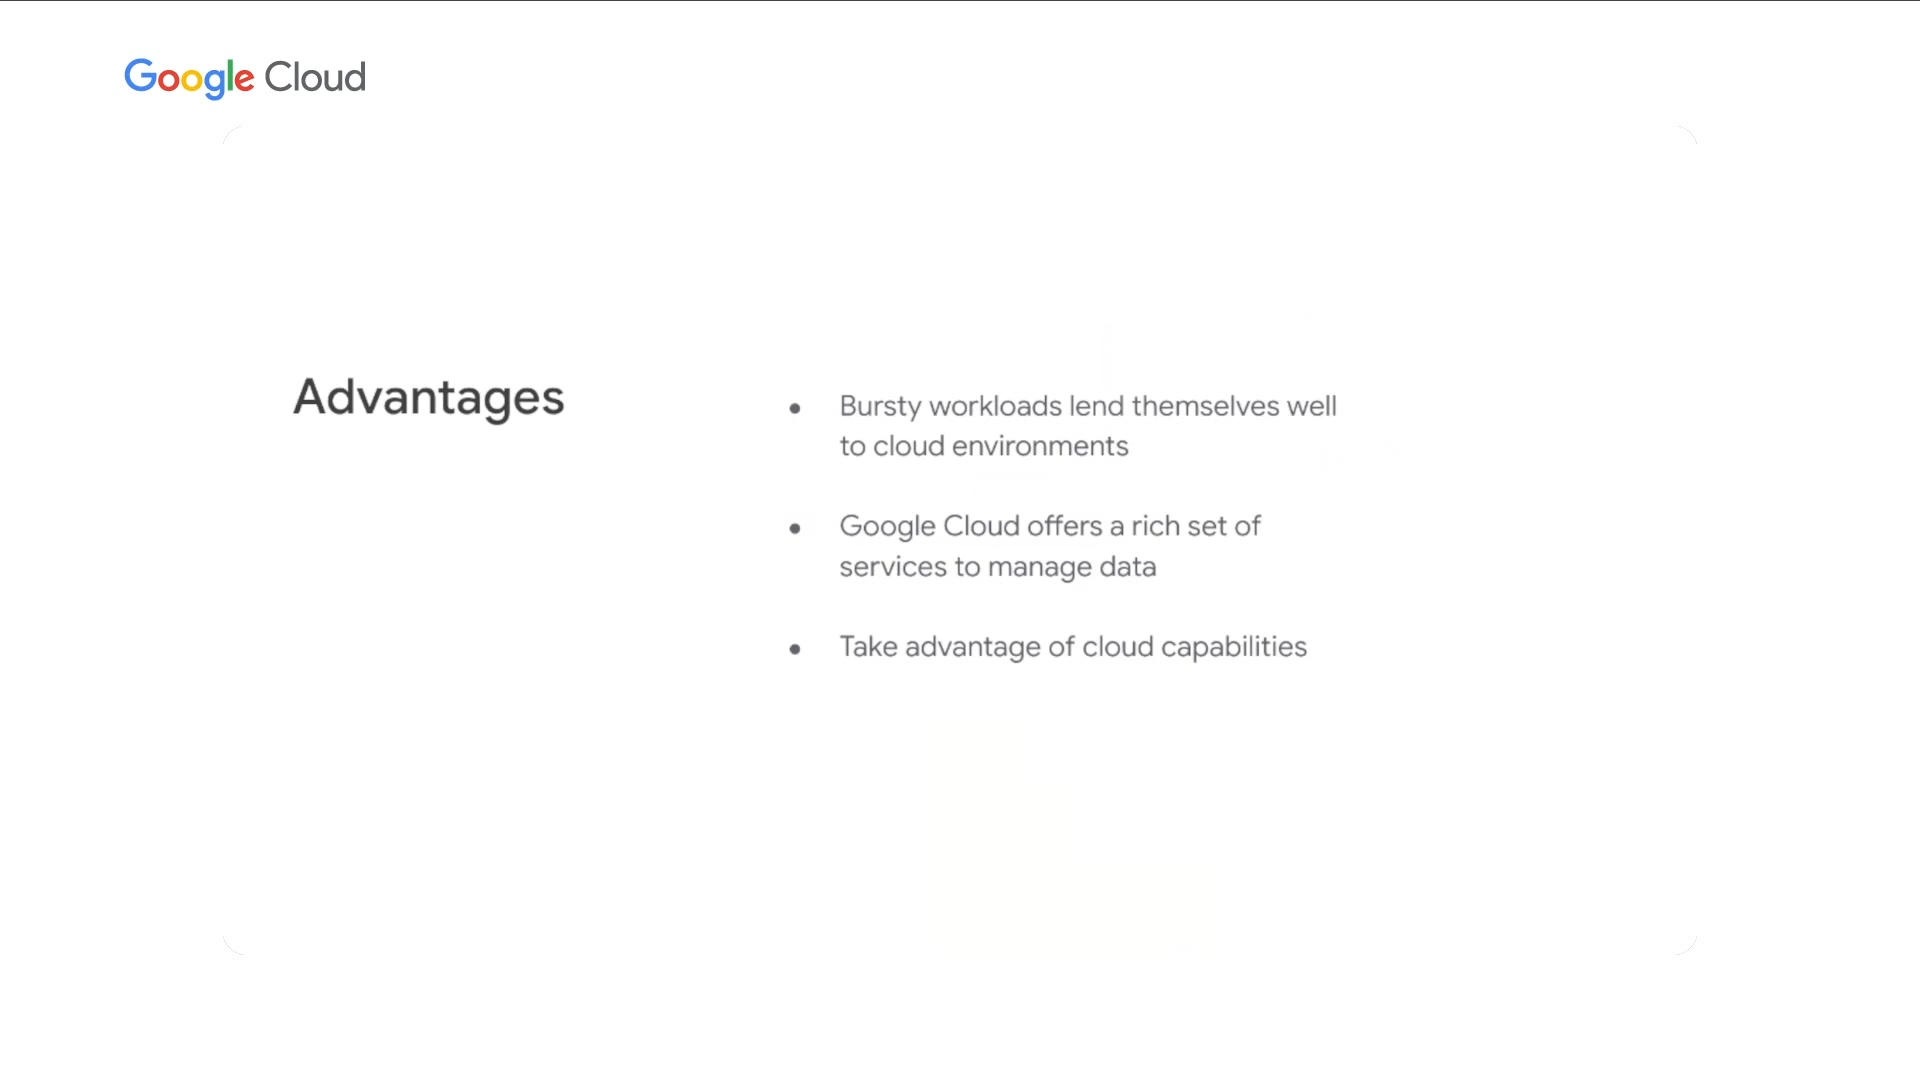 Google Cloud
Advantages
• Bursty workloads lend themselves well
to cloud environments
• Google Cloud offers a rich set of
services to manage data
• Take advantage of cloud capabilities